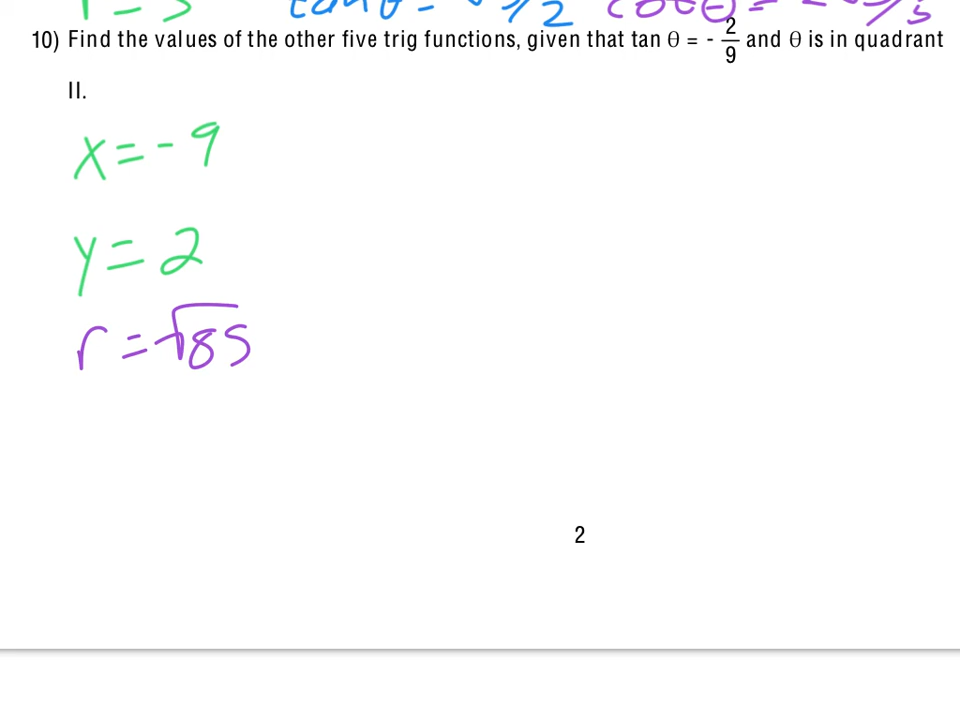 10) Find the values of the other five trig functions, given that tan θ = - 2/9 and θ is in quadrant
II.
x = -9
y = 2
r = √85
2